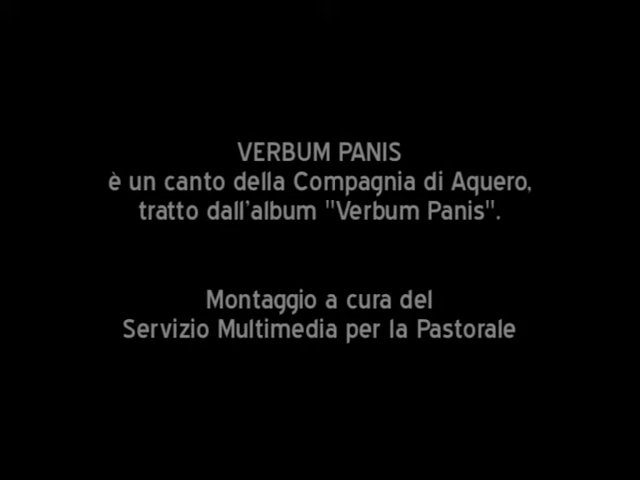 VERBUM PANIS
è un canto della Compagnia di Aquero,
tratto dall'album "Verbum Panis".
Montaggio a cura del
Servizio Multimedia per la Pastorale